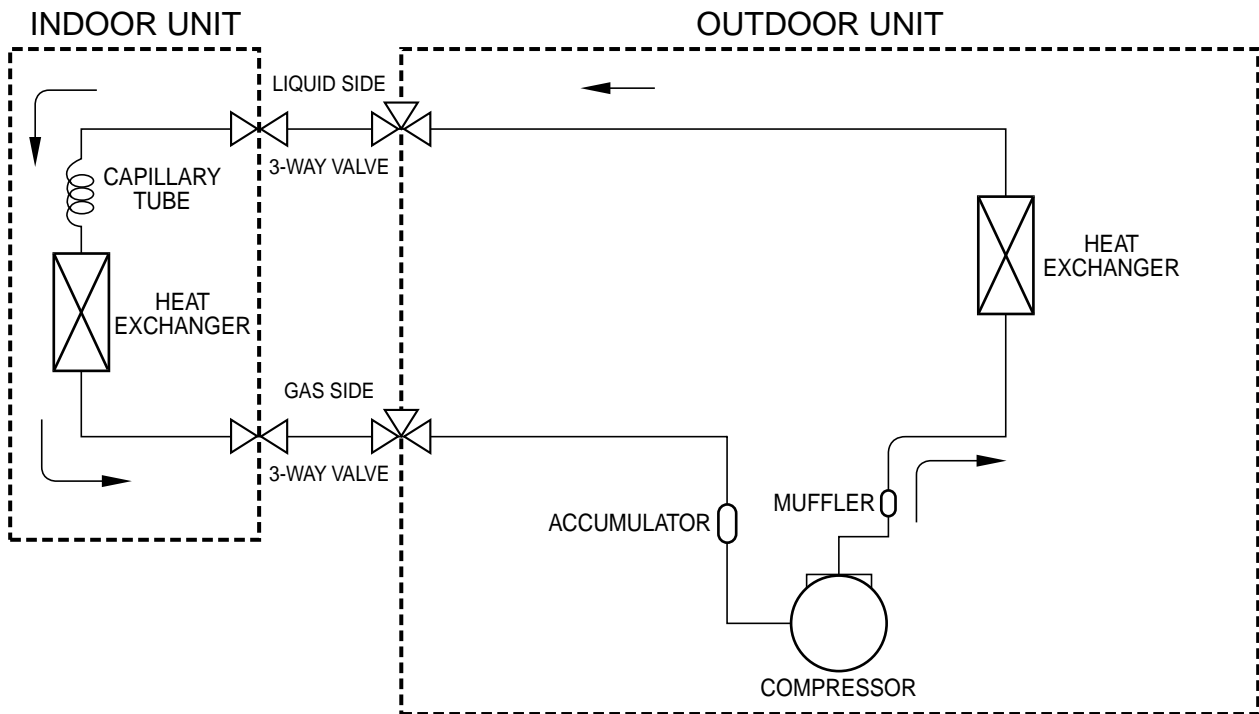 INDOOR UNIT
OUTDOOR UNIT
LIQUID SIDE
3-WAY VALVE
CAPILLARY
TUBE
HEAT
EXCHANGER
HEAT
EXCHANGER
GAS SIDE
3-WAY VALVE
ACCUMULATOR
MUFFLER
COMPRESSOR